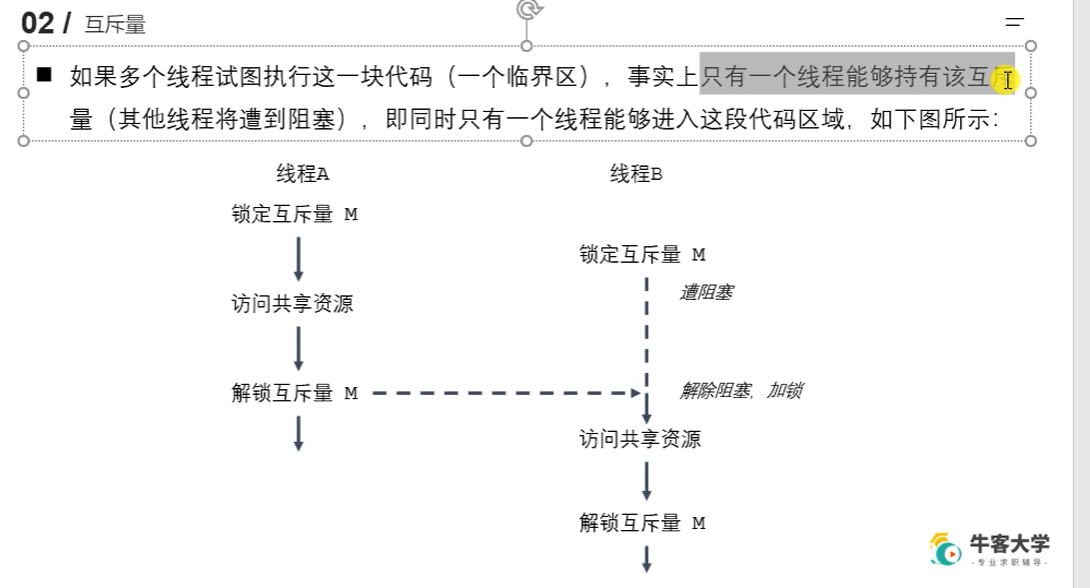 02 / 互斥量
■ 如果多个线程试图执行这一块代码（一个临界区），事实上只有一个线程能够持有该互斥
量（其他线程将遭到阻塞），即同时只有一个线程能够进入这段代码区域，如下图所示：
线程A 线程B
锁定互斥量 M
锁定互斥量 M
遭阻塞
访问共享资源
解锁互斥量 M
解除阻塞，加锁
访问共享资源
解锁互斥量 M
牛客大学
-专业求职辅导-